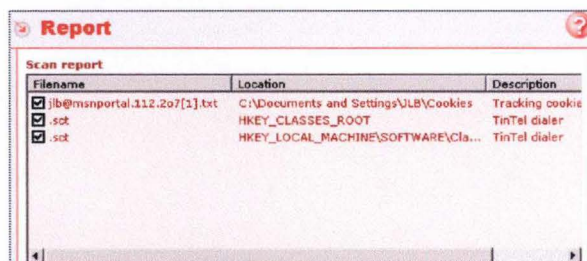 Report
?
Scan report
Filename Location Description
jlb@msnportal.112.2o7[1].txt C:\Documents and Settings\JLB\Cookies Tracking cookie
.sct HKEY_CLASSES_ROOT TinTel dialer
.sct HKEY_LOCAL_MACHINE\SOFTWARE\Cla... TinTel dialer